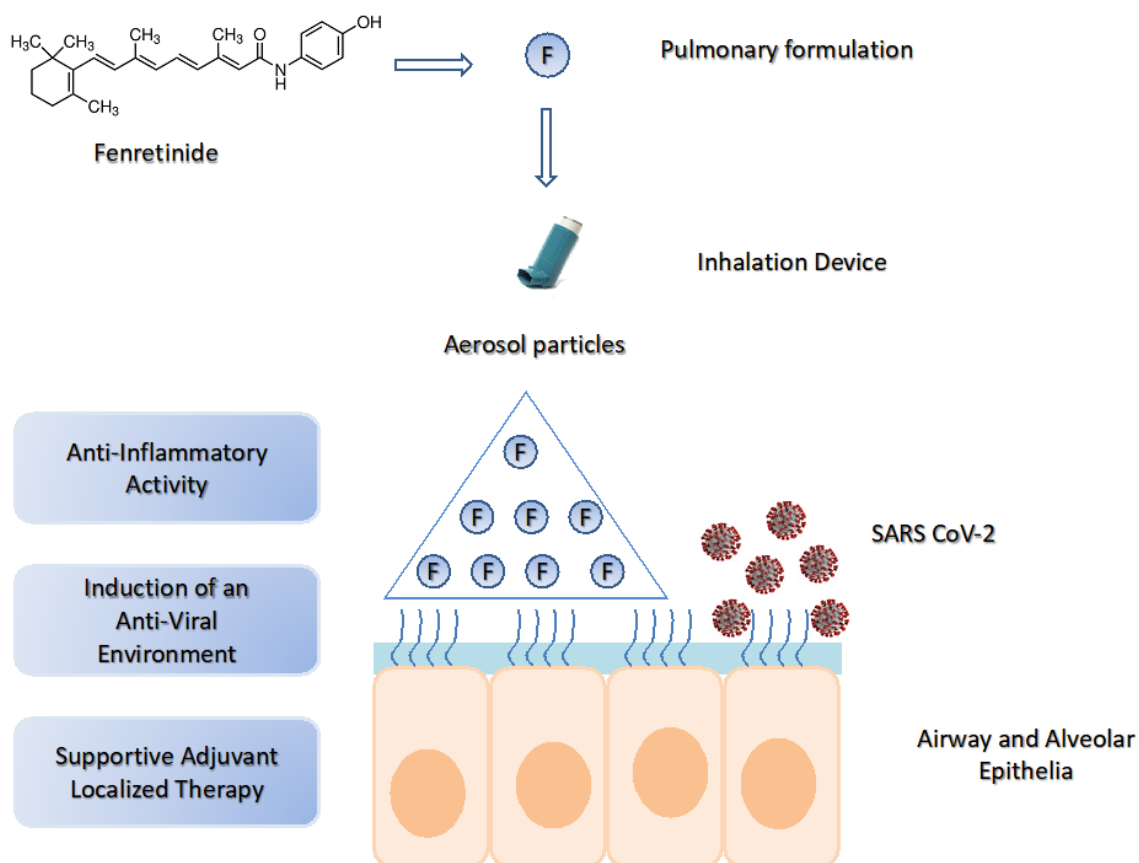 H₃C
CH₃
CH₃
CH₃
O
OH
N
H
CH₃
F
Pulmonary formulation
Fenretinide
Inhalation Device
Aerosol particles
Anti-Inflammatory
Activity
F
F
F
F
F
F
F
F
SARS CoV-2
Induction of an
Anti-Viral
Environment
Supportive Adjuvant
Localized Therapy
Airway and Alveolar
Epithelia